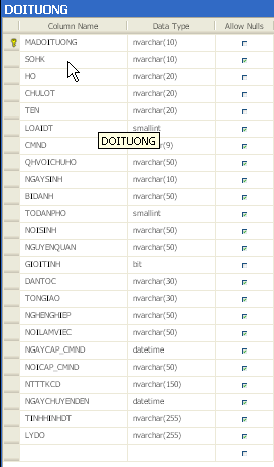 DOITUONG
Column Name Data Type Allow Nulls
MADOITUONG nvarchar(10)
SOHK nvarchar(10)
HO nvarchar(20)
CHULOT nvarchar(20)
TEN nvarchar(20)
LOAIDT smallint
DOITUONG
CMND (9)
QHVOICHUHO nvarchar(50)
NGAYSINH nvarchar(10)
BIDANH nvarchar(50)
TODANPHO smallint
NOISINH nvarchar(50)
NGUYENQUAN nvarchar(50)
GIOITINH bit
DANTOC nvarchar(30)
TONGIAO nvarchar(30)
NGHENGHIEP nvarchar(50)
NOILAMVIEC nvarchar(50)
NGAYCAP_CMND datetime
NOICAP_CMND nvarchar(50)
NTTTKCD nvarchar(150)
NGAYCHUYENDEN datetime
TINHHINHDT nvarchar(255)
LYDO nvarchar(255)